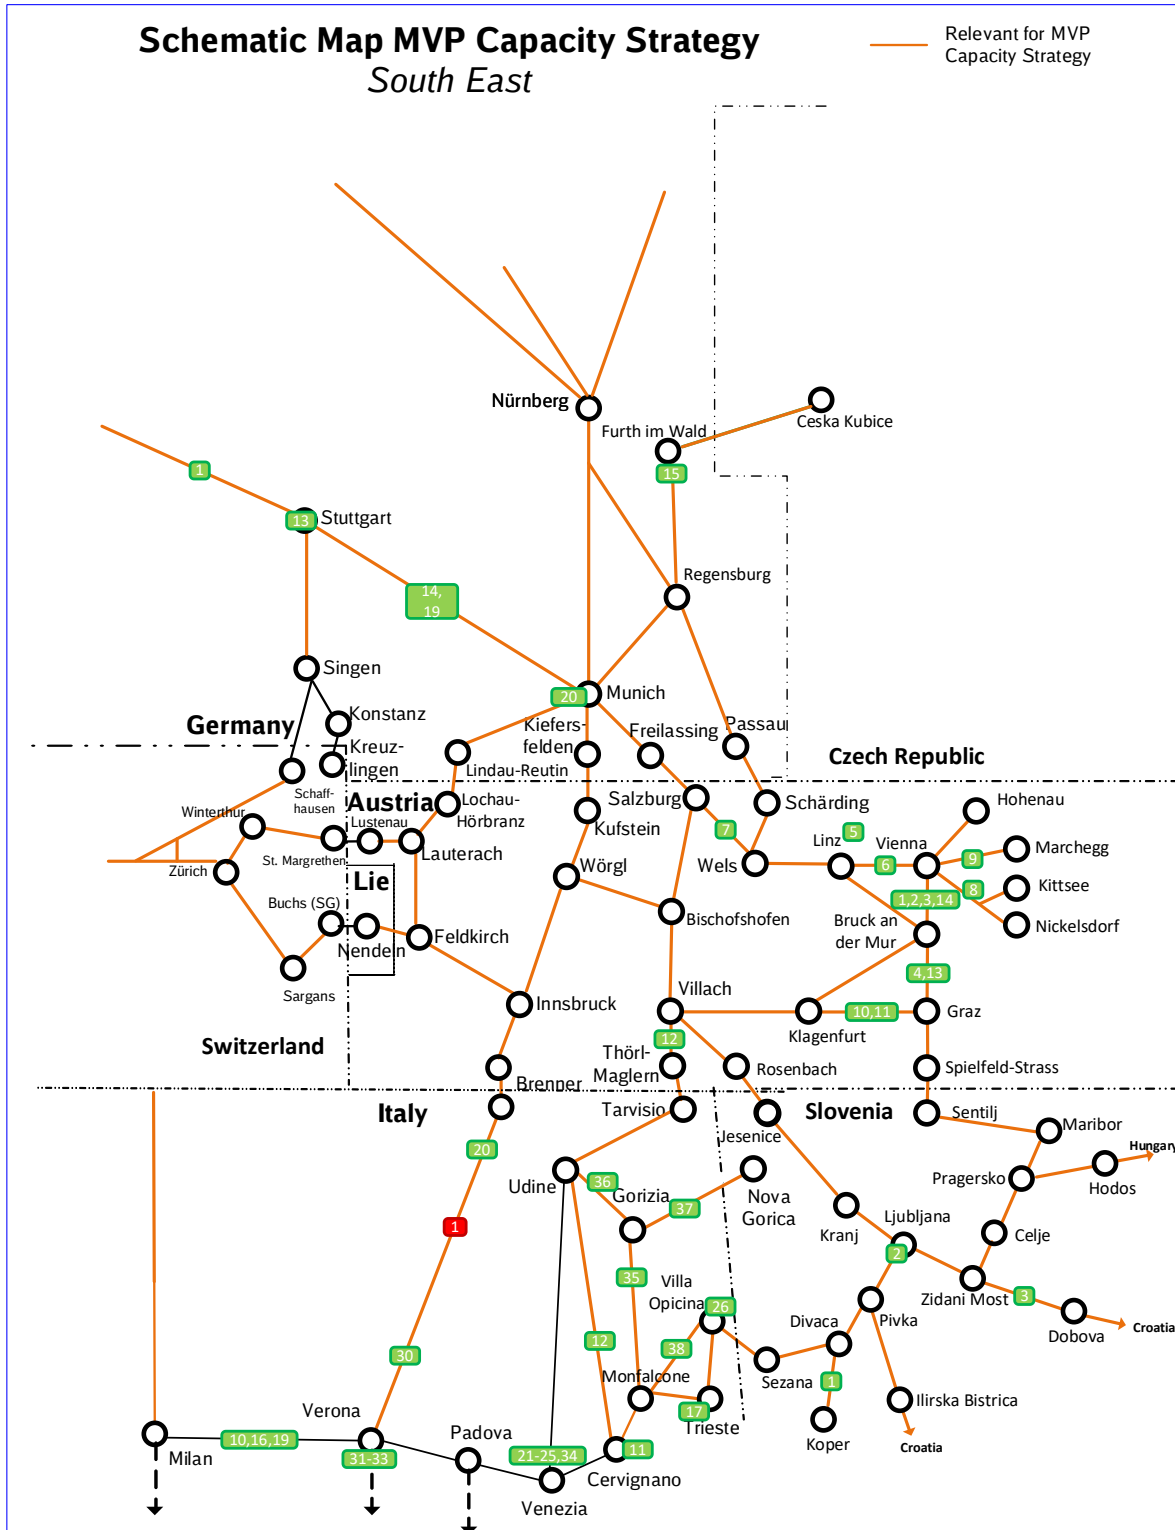 Schematic Map MVP Capacity Strategy
South East
Relevant for MVP
Capacity Strategy
Nürnberg
Furth im Wald
Ceska Kubice
1
15
13
Stuttgart
14,
19
Regensburg
Singen
20
Munich
Konstanz
Germany
Kiefers-
felden
Freilassing
Passau
Kreuz-
lingen
Lindau-Reutin
Czech Republic
Schaff-
hausen
Austria
Lochau-
Hörbranz
Salzburg
Schärding
Hohenau
Winterthur
Lustenau
Kufstein
7
Linz
5
Vienna
St. Margrethen
Lauterach
Wels
6
9
Marchegg
Zürich
Lie
Wörgl
8
Kittsee
1,2,3,14
Buchs (SG)
Bischofshofen
Bruck an
der Mur
Nickelsdorf
Nendeln
Feldkirch
4,13
Sargans
Villach
Innsbruck
10,11
Graz
Klagenfurt
Switzerland
12
Thörl-
Maglern
Rosenbach
Spielfeld-Strass
Brenner
Italy
Tarvisio
Slovenia
Sentilj
Jesenice
Maribor
20
Hungary
Udine
36
Gorizia
Nova
Gorica
Pragersko
Hodos
37
1
Kranj
Ljubljana
Celje
2
35
Villa
Opicina
26
Zidani Most
3
Divaca
Pivka
Dobova
Croatia
12
38
30
Monfalcone
Sezana
1
Ilirska Bistrica
17
Trieste
Verona
Padova
Koper
Croatia
10,16,19
Milan
31-33
21-25,34
11
Cervignano
Venezia